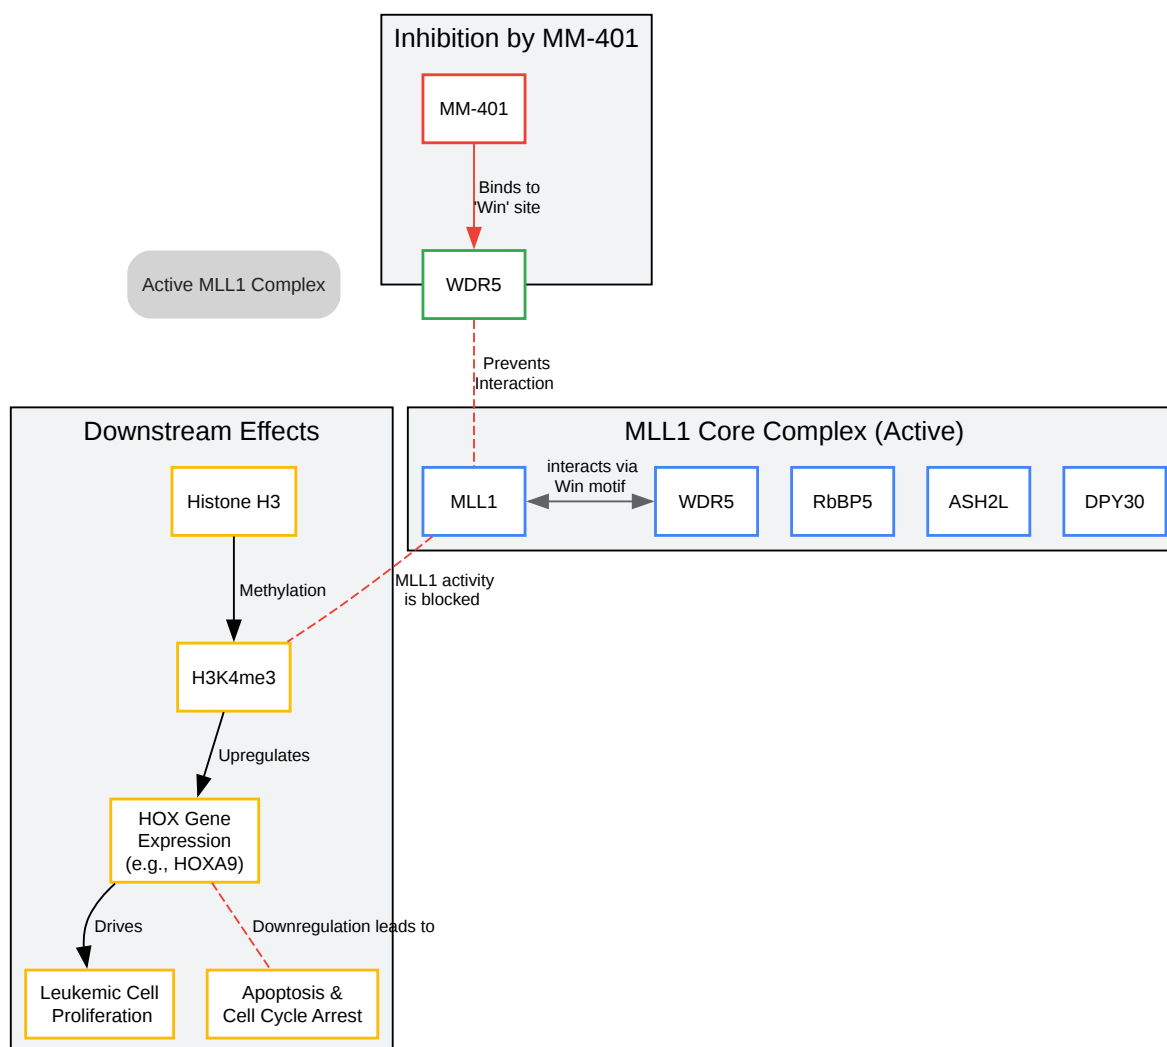 Inhibition by MM-401
MM-401
Binds to
'Win' site
Active MLL1 Complex
WDR5
Prevents
Interaction
Downstream Effects
MLL1 Core Complex (Active)
Histone H3
MLL1
interacts via
Win motif
WDR5
RbBP5
ASH2L
DPY30
Methylation
MLL1 activity
is blocked
H3K4me3
Upregulates
HOX Gene
Expression
(e.g., HOXA9)
Drives
Downregulation leads to
Leukemic Cell
Proliferation
Apoptosis &
Cell Cycle Arrest